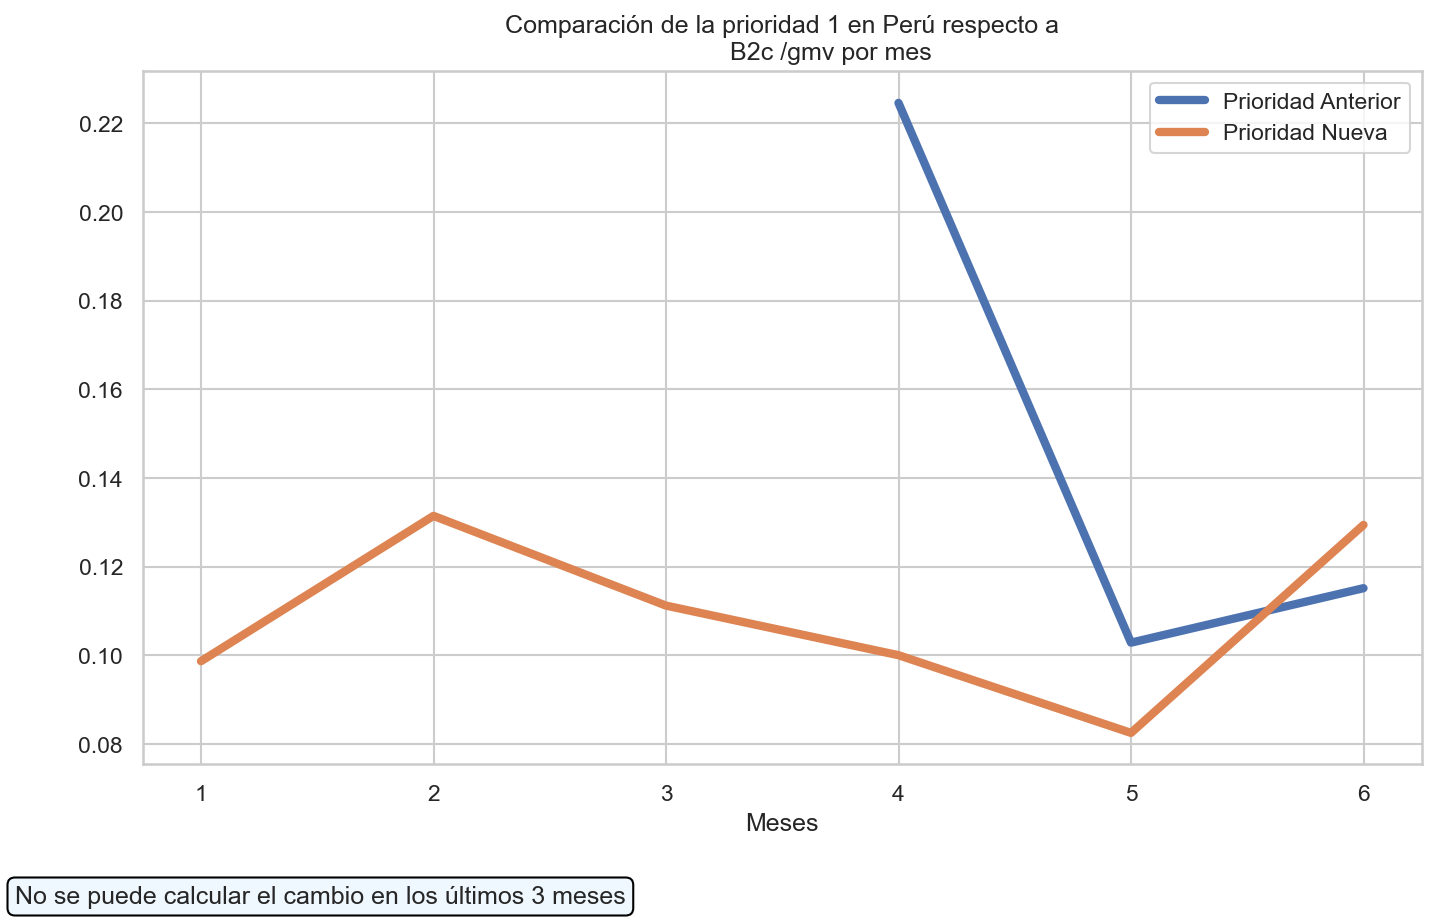 Comparación de la prioridad 1 en Perú respecto a
B2c /gmv por mes
Prioridad Anterior
Prioridad Nueva
0.22
0.20
0.18
0.16
0.14
0.12
0.10
0.08
1 2 3 4 5 6
Meses
No se puede calcular el cambio en los últimos 3 meses